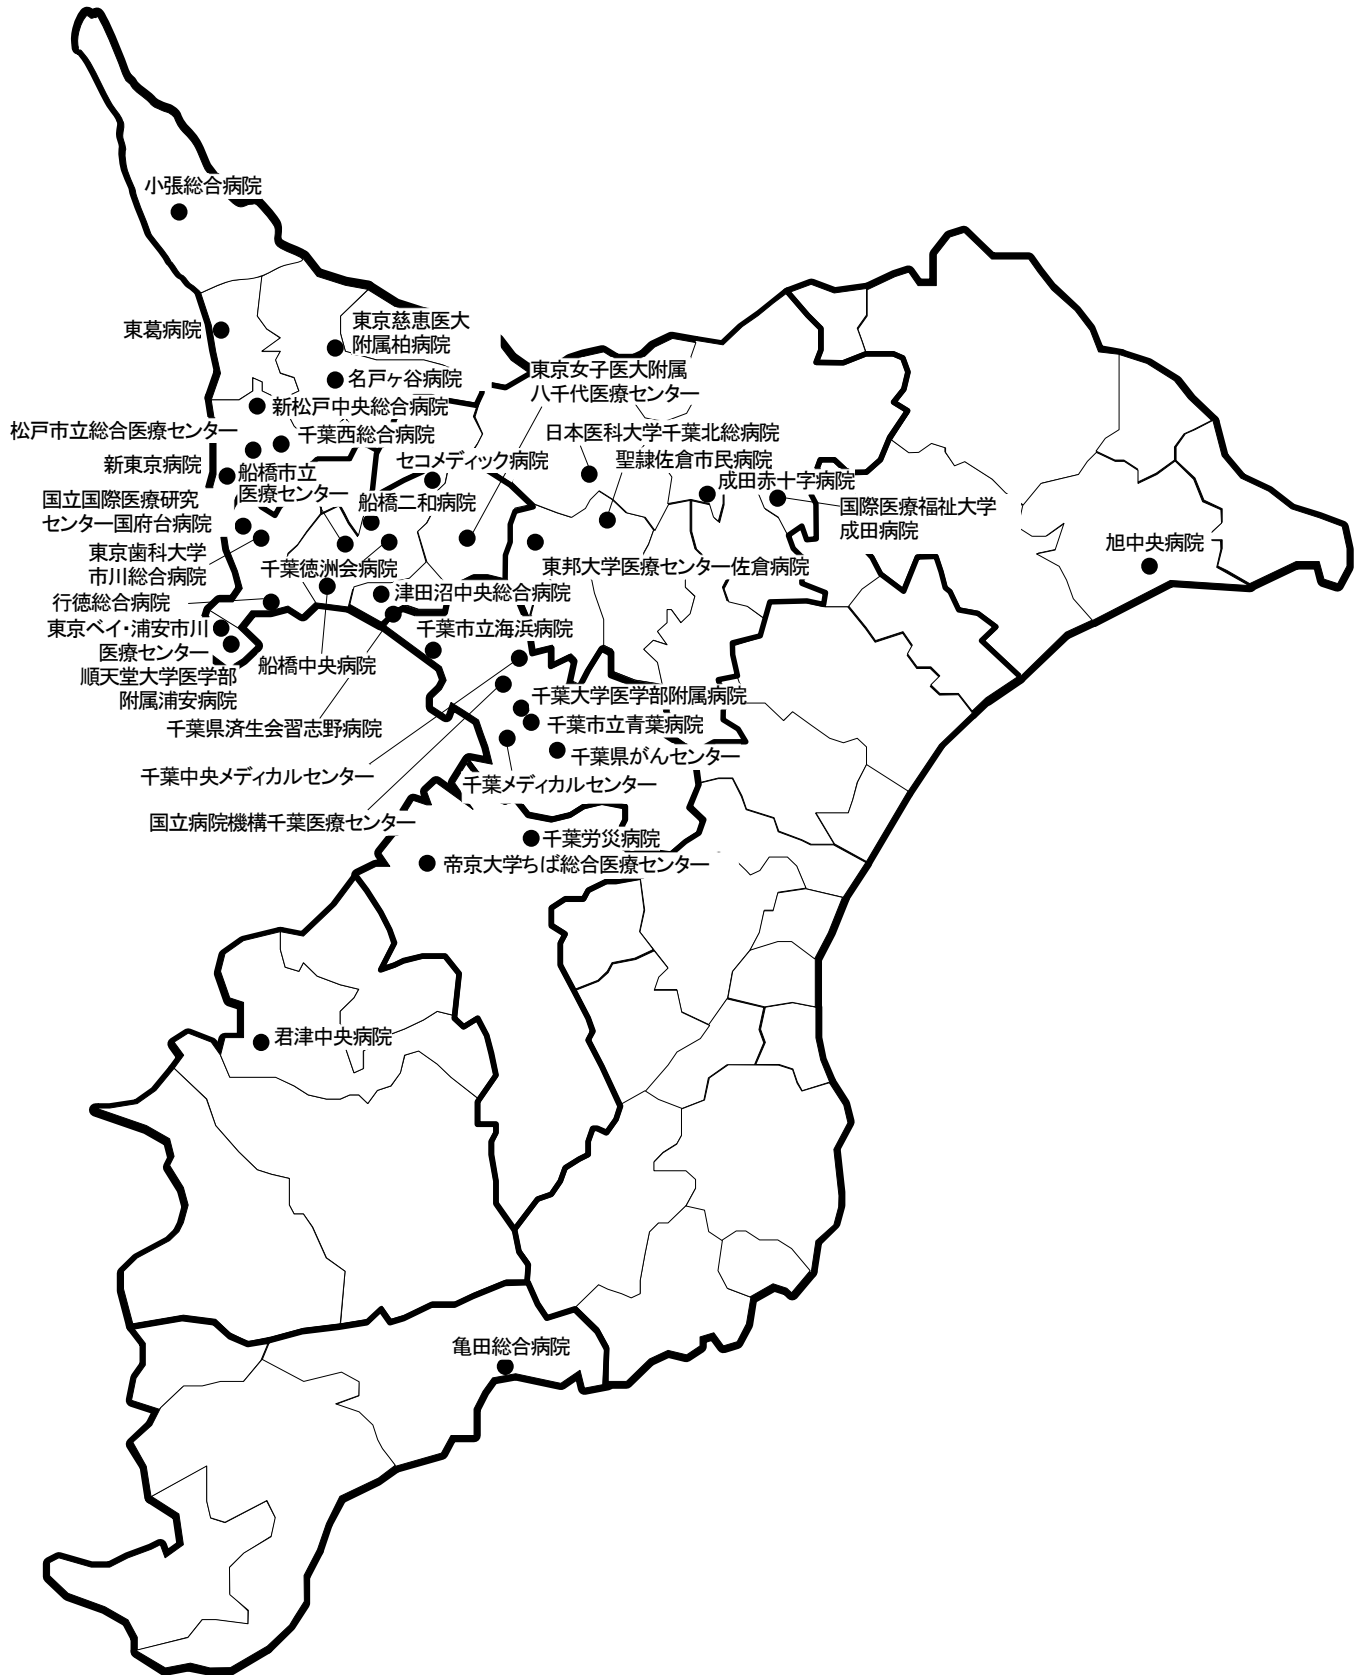 小張総合病院
東葛病院
東京慈恵医大
附属柏病院
名戸ヶ谷病院
東京女子医大附属
八千代医療センター
新松戸中央総合病院
松戸市立総合医療センター
千葉西総合病院
日本医科大学千葉北総病院
新東京病院
船橋市立
医療センター
セコメディック病院
聖隷佐倉市民病院
成田赤十字病院
国立国際医療研究
センター国府台病院
船橋二和病院
国際医療福祉大学
成田病院
旭中央病院
東京歯科大学
市川総合病院
千葉徳洲会病院
東邦大学医療センター佐倉病院
行徳総合病院
津田沼中央総合病院
東京ベイ・浦安市川
医療センター
千葉市立海浜病院
船橋中央病院
順天堂大学医学部
附属浦安病院
千葉大学医学部附属病院
千葉県済生会習志野病院
千葉市立青葉病院
千葉県がんセンター
千葉中央メディカルセンター
千葉メディカルセンター
国立病院機構千葉医療センター
千葉労災病院
帝京大学ちば総合医療センター
君津中央病院
亀田総合病院